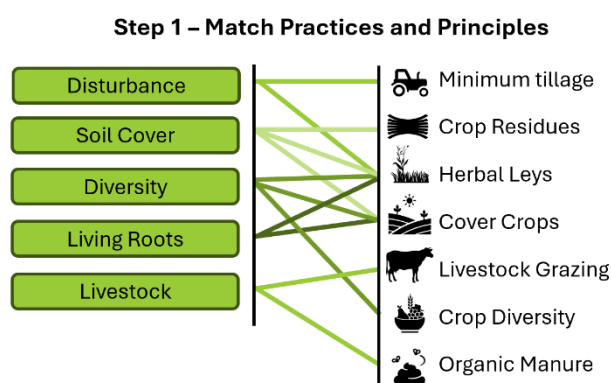 Step 1 – Match Practices and Principles
Disturbance
Soil Cover
Diversity
Living Roots
Livestock
Minimum tillage
Crop Residues
Herbal Leys
Cover Crops
Livestock Grazing
Crop Diversity
Organic Manure